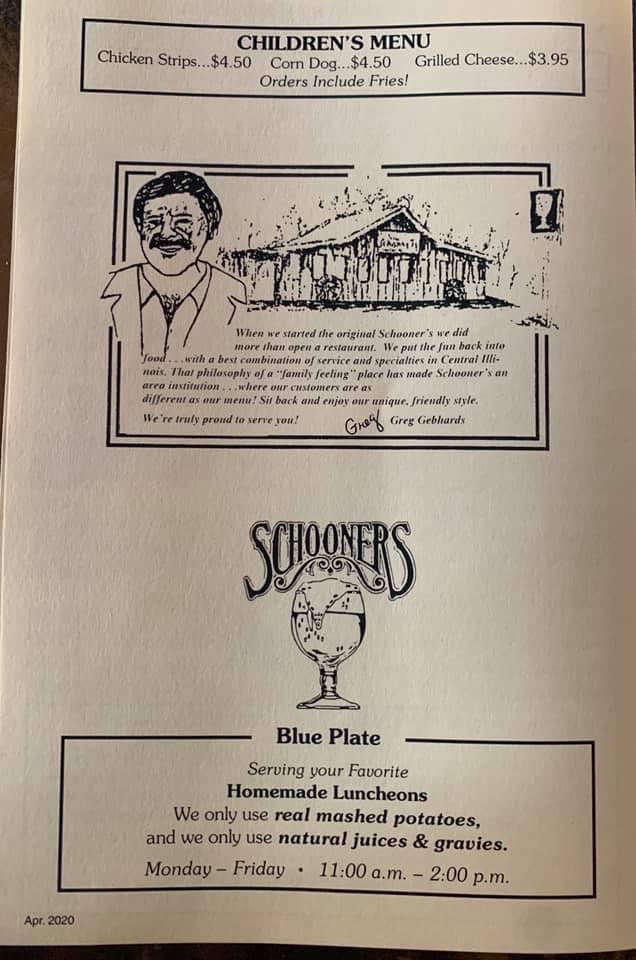 CHILDREN'S MENU
Chicken Strips...$4.50 Corn Dog...$4.50 Grilled Cheese...$3.95
Orders Include Fries!
When we started the original Schooner's we did
more than open a restaurant. We put the fun back into
food . . . with a best combination of service and specialties in Central Illi-
nois. That philosophy of a "family feeling" place has made Schooner's an
area institution . . . where our customers are as
different as our menu! Sit back and enjoy our unique, friendly style.
We're truly proud to serve you! Greg Greg Gebhards
SCHOONERS
Blue Plate
Serving your Favorite
Homemade Luncheons
We only use real mashed potatoes,
and we only use natural juices & gravies.
Monday – Friday • 11:00 a.m. – 2:00 p.m.
Apr. 2020